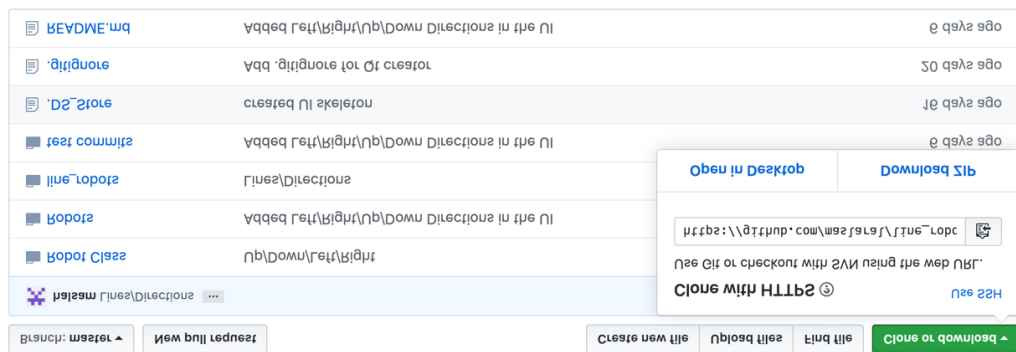 Branch: master
New pull request
Create new file
Upload files
Find file
Clone or download
halsam Lines/Directions ...
Clone with HTTPS ?
Use SSH
Use Git or checkout with SVN using the web URL.
https://github.com/maslaral/line_robo
Open in Desktop
Download ZIP
Robot Class Up/Down/Left/Right
Robots Added Left/Right/Up/Down Directions in the UI
line_robots Lines/Directions
test commits Added Left/Right/Up/Down Directions in the UI 6 days ago
.DS_Store created UI skeleton 16 days ago
.gitignore Add .gitignore for Qt creator 20 days ago
README.md Added Left/Right/Up/Down Directions in the UI 6 days ago